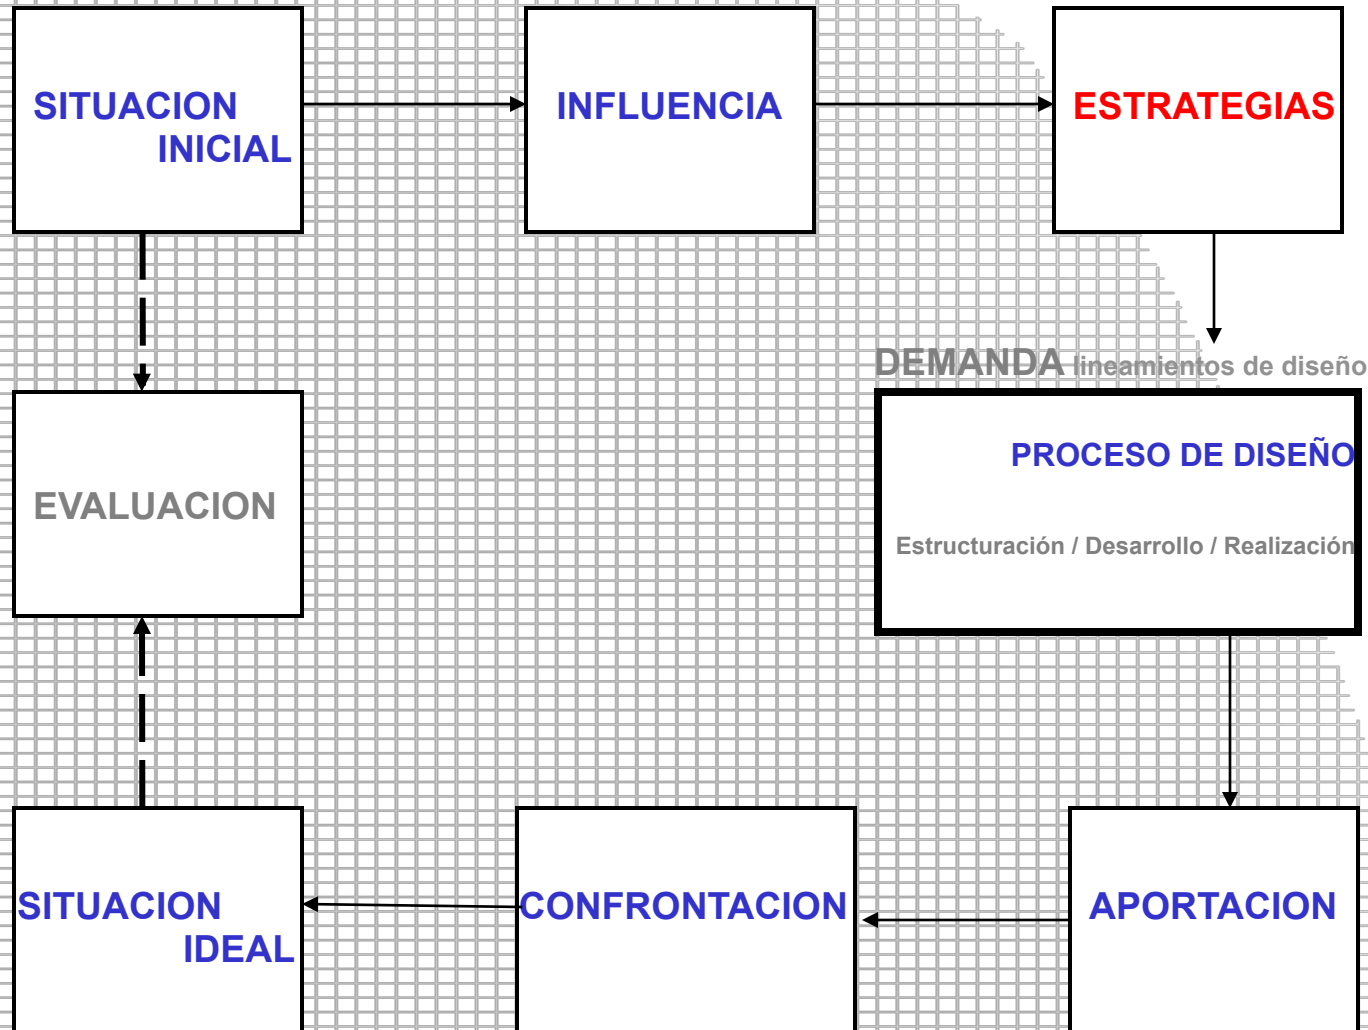 SITUACION
INICIAL
INFLUENCIA
ESTRATEGIAS
DEMANDA lineamientos de diseño
PROCESO DE DISEÑO
Estructuración / Desarrollo / Realización
EVALUACION
SITUACION
IDEAL
CONFRONTACION
APORTACION